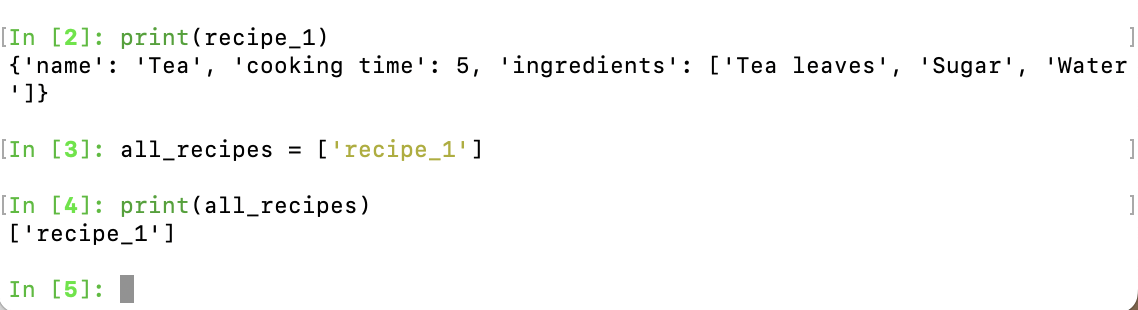 [In [2]: print(recipe_1) ]
{'name': 'Tea', 'cooking time': 5, 'ingredients': ['Tea leaves', 'Sugar', 'Water
']}
[In [3]: all_recipes = ['recipe_1'] ]
[In [4]: print(all_recipes) ]
['recipe_1']
In [5]: